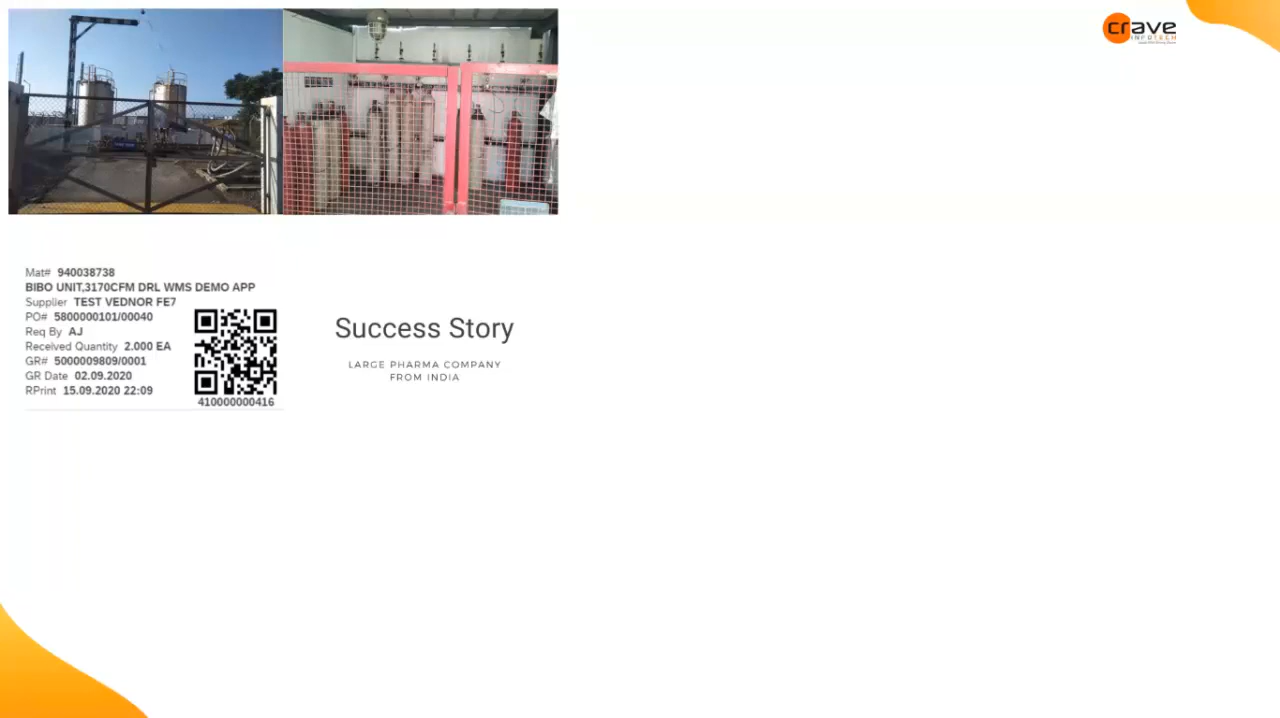 crave
INFOTECH
Mat# 940038738
BIBO UNIT,3170CFM DRL WMS DEMO APP
Supplier TEST VEDNOR FE7
PO# 5800000101/00040
Req By AJ
Received Quantity 2.000 EA
GR# 5000009809/0001
GR Date 02.09.2020
RPrint 15.09.2020 22:09
410000000416
Success Story
LARGE PHARMA COMPANY
FROM INDIA